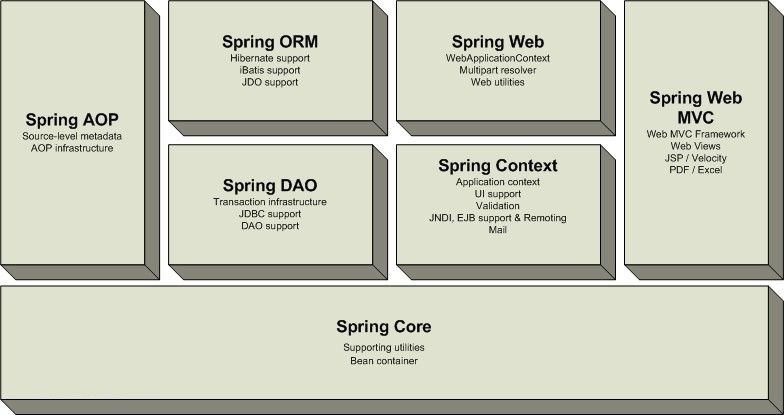 Spring AOP
Source-level metadata
AOP infrastructure
Spring ORM
Hibernate support
iBatis support
JDO support
Spring Web
WebApplicationContext
Multipart resolver
Web utilities
Spring Web
MVC
Web MVC Framework
Web Views
JSP / Velocity
PDF / Excel
Spring DAO
Transaction infrastructure
JDBC support
DAO support
Spring Context
Application context
UI support
Validation
JNDI, EJB support & Remoting
Mail
Spring Core
Supporting utilities
Bean container